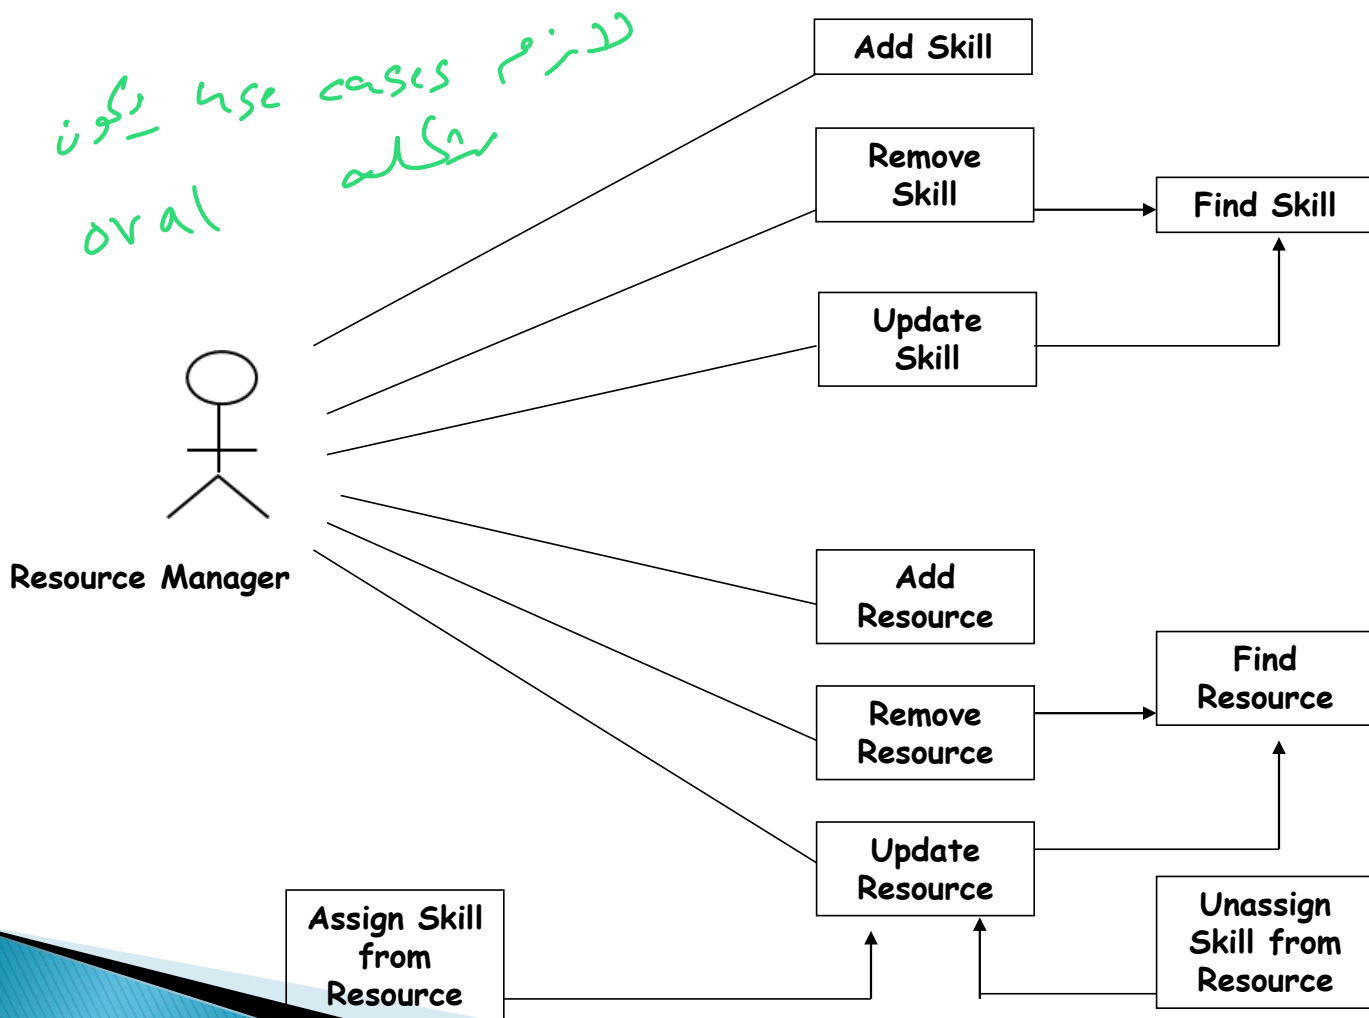 لازم use cases يكون
شكله oval
Add Skill
Remove
Skill
Find Skill
Update
Skill
Resource Manager
Add
Resource
Find
Resource
Remove
Resource
Update
Resource
Assign Skill
from
Resource
Unassign
Skill from
Resource